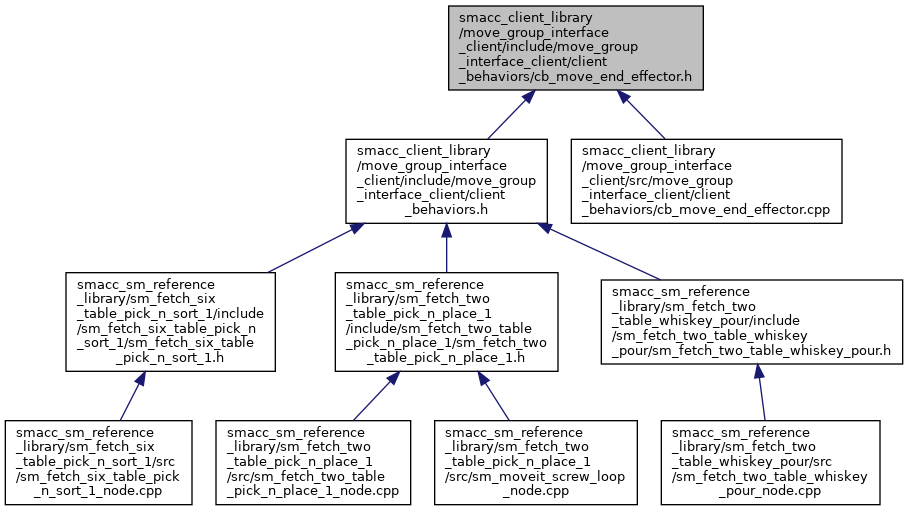 smacc_client_library
/move_group_interface
_client/include/move_group
_interface_client/client
_behaviors/cb_move_end_effector.h
smacc_client_library
/move_group_interface
_client/include/move_group
_interface_client/client
_behaviors.h
smacc_client_library
/move_group_interface
_client/src/move_group
_interface_client/client
_behaviors/cb_move_end_effector.cpp
smacc_sm_reference
_library/sm_fetch_six
_table_pick_n_sort_1/include
/sm_fetch_six_table_pick_n
_sort_1/sm_fetch_six_table
_pick_n_sort_1.h
smacc_sm_reference
_library/sm_fetch_two
_table_pick_n_place_1
/include/sm_fetch_two_table
_pick_n_place_1/sm_fetch_two
_table_pick_n_place_1.h
smacc_sm_reference
_library/sm_fetch_two
_table_whiskey_pour/include
/sm_fetch_two_table_whiskey
_pour/sm_fetch_two_table_whiskey_pour.h
smacc_sm_reference
_library/sm_fetch_six
_table_pick_n_sort_1/src
/sm_fetch_six_table_pick
_n_sort_1_node.cpp
smacc_sm_reference
_library/sm_fetch_two
_table_pick_n_place_1
/src/sm_fetch_two_table
_pick_n_place_1_node.cpp
smacc_sm_reference
_library/sm_fetch_two
_table_pick_n_place_1
/src/sm_moveit_screw_loop
_node.cpp
smacc_sm_reference
_library/sm_fetch_two
_table_whiskey_pour/src
/sm_fetch_two_table_whiskey
_pour_node.cpp